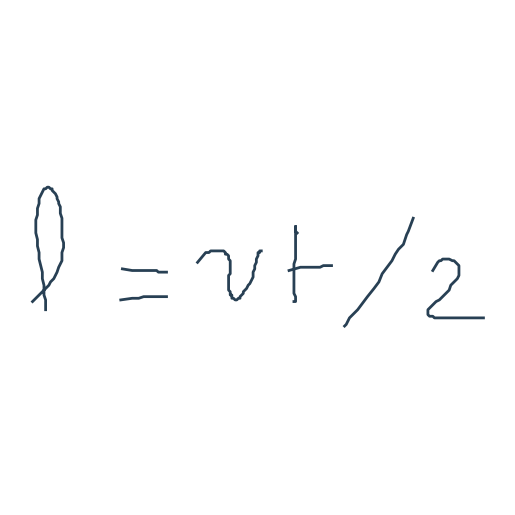 l = vt/2